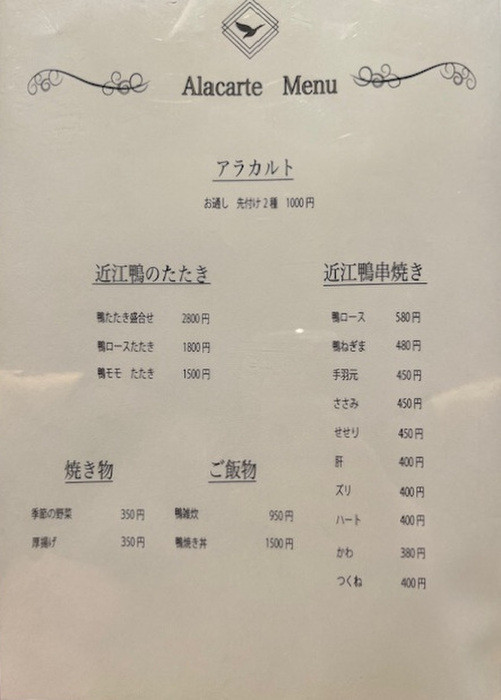 Alacarte Menu
アラカルト
お通し 先付け2種 1000円
近江鴨のたたき
鴨たたき盛合せ 2800円
鴨ロースたたき 1800円
鴨モモ たたき 1500円
近江鴨串焼き
鴨ロース 580円
鴨ねぎま 480円
手羽元 450円
ささみ 450円
せせり 450円
肝 400円
ズリ 400円
ハート 400円
かわ 380円
つくね 400円
焼き物
季節の野菜 350円
厚揚げ 350円
ご飯物
鴨雑炊 950円
鴨焼き丼 1500円